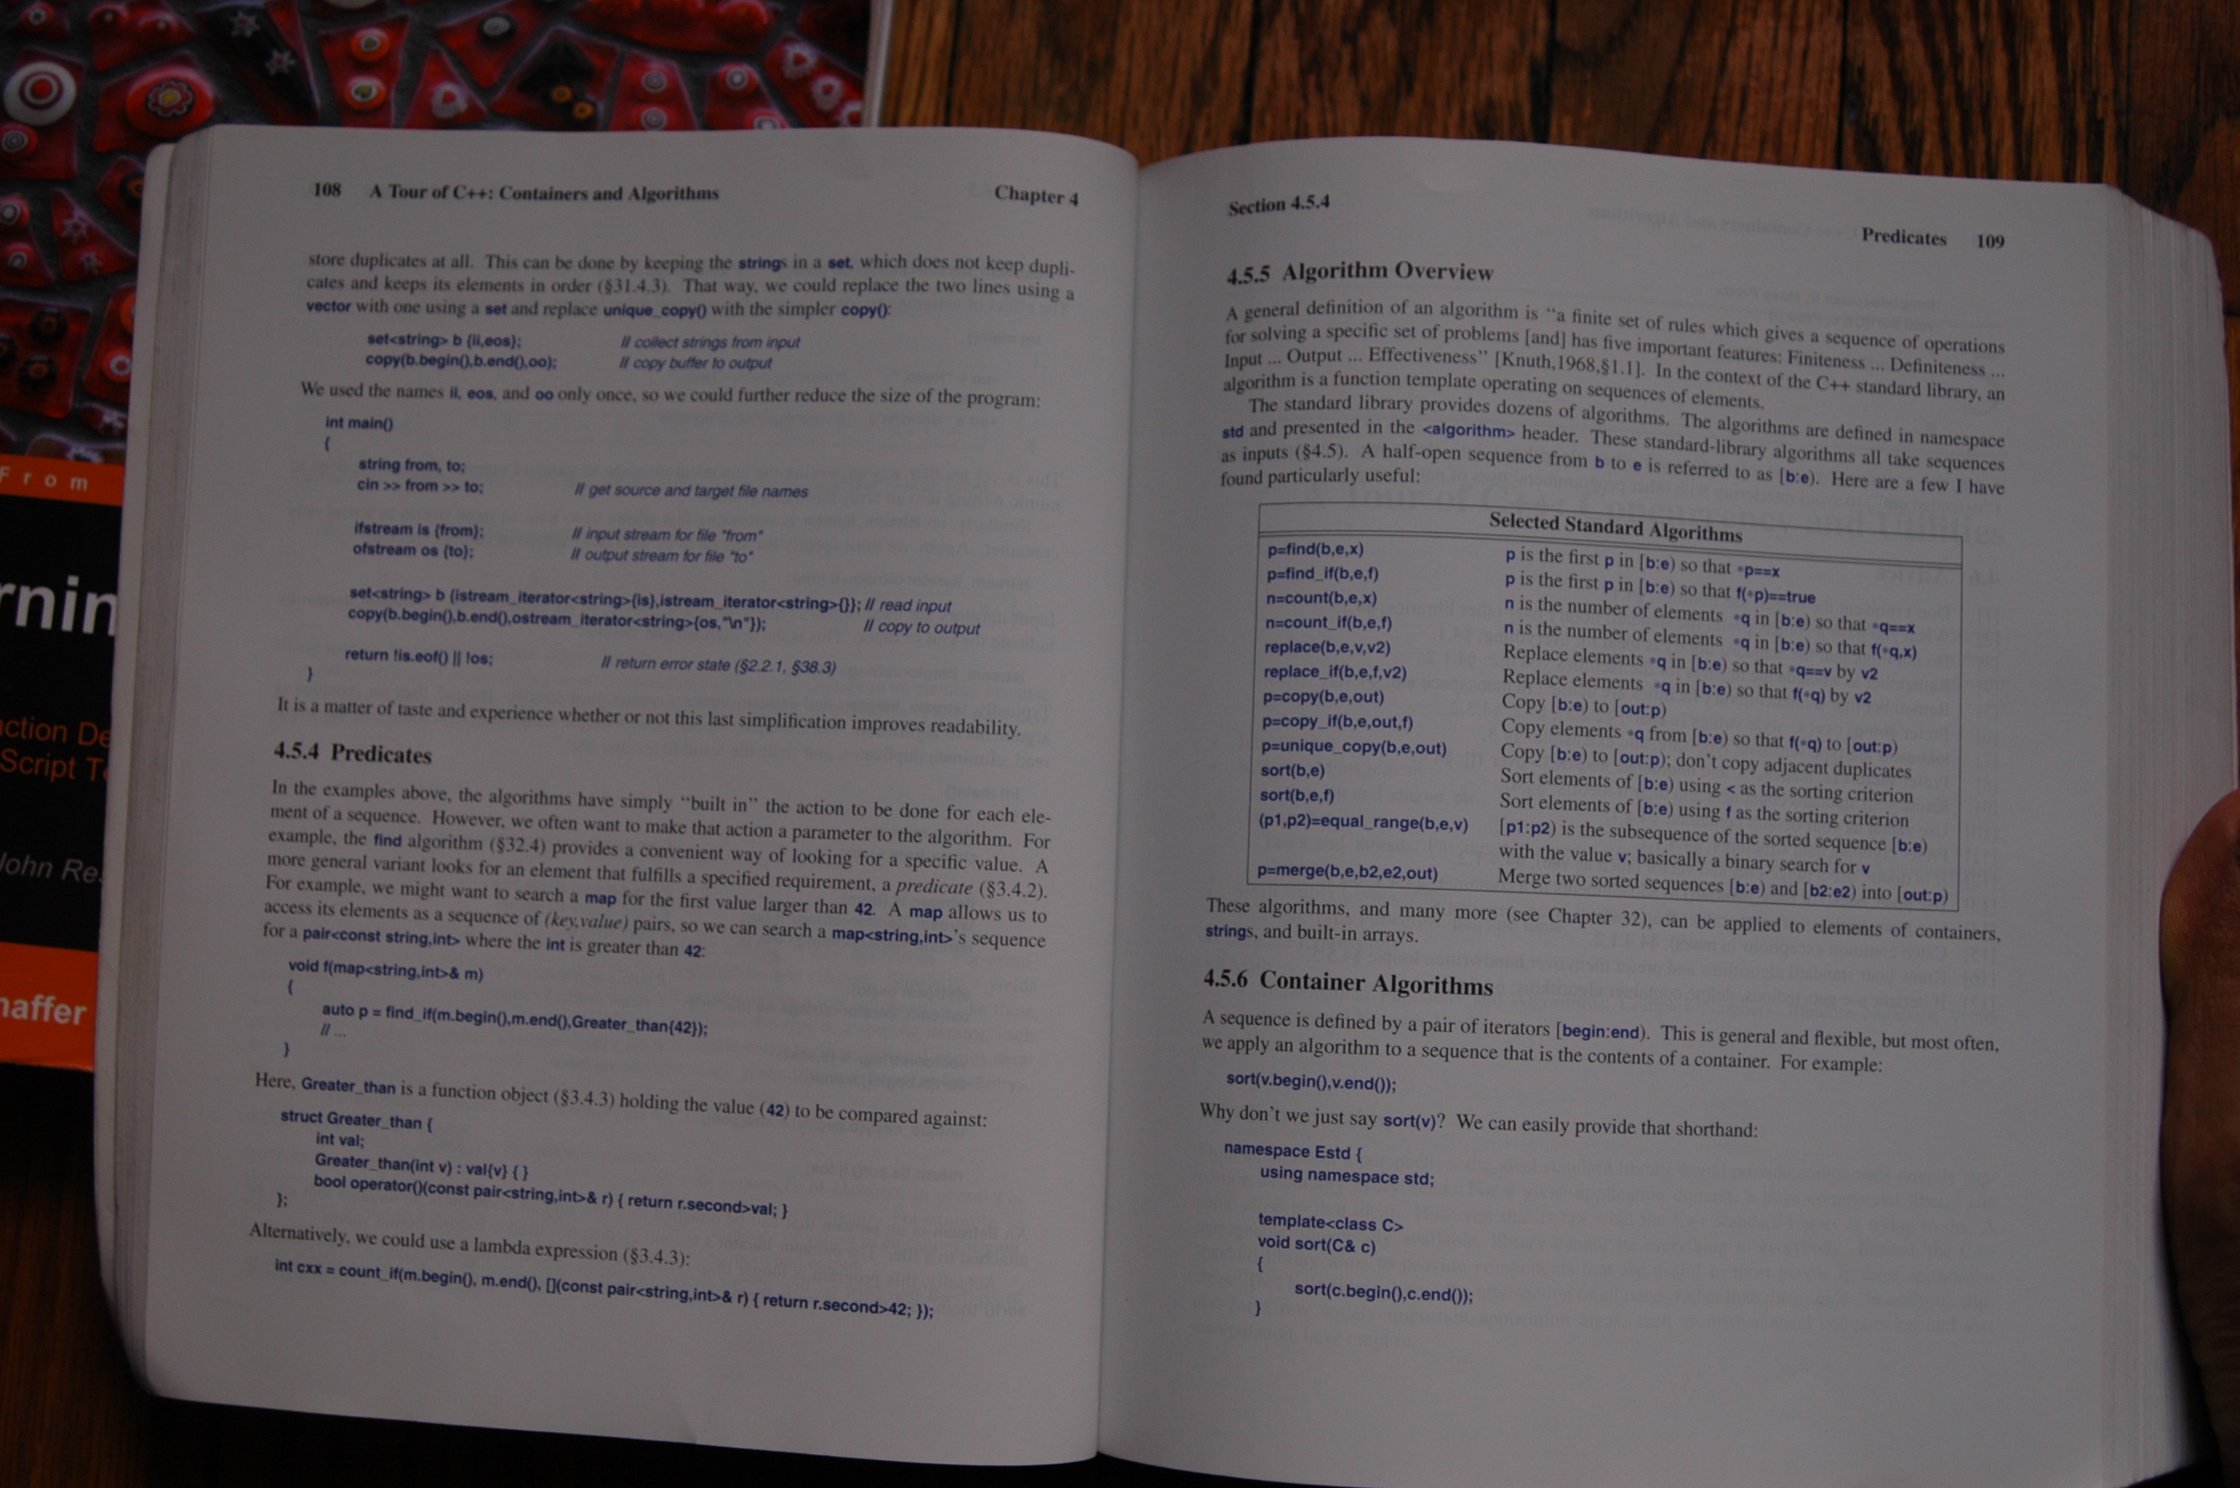 From
rnin
ction De
Script T
John Re
haffer
108 A Tour of C++: Containers and Algorithms Chapter 4
store duplicates at all. This can be done by keeping the strings in a set, which does not keep dupli-
cates and keeps its elements in order (§31.4.3). That way, we could replace the two lines using a
vector with one using a set and replace unique_copy() with the simpler copy():
set<string> b {ii,eos}; // collect strings from input
copy(b.begin(),b.end(),oo); // copy buffer to output
We used the names ii, eos, and oo only once, so we could further reduce the size of the program:
int main()
{
string from, to;
cin >> from >> to; // get source and target file names
ifstream is {from}; // input stream for file "from"
ofstream os {to}; // output stream for file "to"
set<string> b {istream_iterator<string>{is},istream_iterator<string>{}}; // read input
copy(b.begin(),b.end(),ostream_iterator<string>{os,"\n"}); // copy to output
return !is.eof() || !os; // return error state (§2.2.1, §38.3)
}
It is a matter of taste and experience whether or not this last simplification improves readability.
4.5.4 Predicates
In the examples above, the algorithms have simply "built in" the action to be done for each ele-
ment of a sequence. However, we often want to make that action a parameter to the algorithm. For
example, the find algorithm (§32.4) provides a convenient way of looking for a specific value. A
more general variant looks for an element that fulfills a specified requirement, a predicate (§3.4.2).
For example, we might want to search a map for the first value larger than 42. A map allows us to
access its elements as a sequence of (key,value) pairs, so we can search a map<string,int>'s sequence
for a pair<const string,int> where the int is greater than 42:
void f(map<string,int>& m)
{
auto p = find_if(m.begin(),m.end(),Greater_than{42});
// ...
}
Here, Greater_than is a function object (§3.4.3) holding the value (42) to be compared against:
struct Greater_than {
int val;
Greater_than(int v) : val{v} { }
bool operator()(const pair<string,int>& r) { return r.second>val; }
};
Alternatively, we could use a lambda expression (§3.4.3):
int cxx = count_if(m.begin(), m.end(), [](const pair<string,int>& r) { return r.second>42; });
Section 4.5.4 Predicates 109
4.5.5 Algorithm Overview
A general definition of an algorithm is "a finite set of rules which gives a sequence of operations
for solving a specific set of problems [and] has five important features: Finiteness ... Definiteness ...
Input ... Output ... Effectiveness" [Knuth,1968,§1.1]. In the context of the C++ standard library, an
algorithm is a function template operating on sequences of elements.
The standard library provides dozens of algorithms. The algorithms are defined in namespace
std and presented in the <algorithm> header. These standard-library algorithms all take sequences
as inputs (§4.5). A half-open sequence from b to e is referred to as [b:e). Here are a few I have
found particularly useful:
Selected Standard Algorithms
p=find(b,e,x) p is the first p in [b:e) so that *p==x
p=find_if(b,e,f) p is the first p in [b:e) so that f(*p)==true
n=count(b,e,x) n is the number of elements *q in [b:e) so that *q==x
n=count_if(b,e,f) n is the number of elements *q in [b:e) so that f(*q,x)
replace(b,e,v,v2) Replace elements *q in [b:e) so that *q==v by v2
replace_if(b,e,f,v2) Replace elements *q in [b:e) so that f(*q) by v2
p=copy(b,e,out) Copy [b:e) to [out:p)
p=copy_if(b,e,out,f) Copy elements *q from [b:e) so that f(*q) to [out:p)
p=unique_copy(b,e,out) Copy [b:e) to [out:p); don't copy adjacent duplicates
sort(b,e) Sort elements of [b:e) using < as the sorting criterion
sort(b,e,f) Sort elements of [b:e) using f as the sorting criterion
(p1,p2)=equal_range(b,e,v) [p1:p2) is the subsequence of the sorted sequence [b:e)
with the value v; basically a binary search for v
p=merge(b,e,b2,e2,out) Merge two sorted sequences [b:e) and [b2:e2) into [out:p)
These algorithms, and many more (see Chapter 32), can be applied to elements of containers,
strings, and built-in arrays.
4.5.6 Container Algorithms
A sequence is defined by a pair of iterators [begin:end). This is general and flexible, but most often,
we apply an algorithm to a sequence that is the contents of a container. For example:
sort(v.begin(),v.end());
Why don't we just say sort(v)? We can easily provide that shorthand:
namespace Estd {
using namespace std;
template<class C>
void sort(C& c)
{
sort(c.begin(),c.end());
}